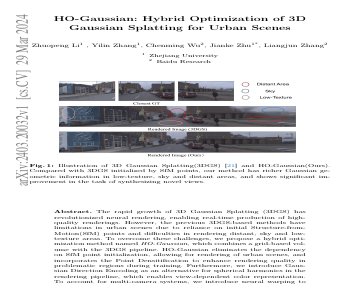 HO-Gaussian: Hybrid Optimization of 3D
Gaussian Splatting for Urban Scenes
Zhuopeng Li¹, Yilin Zhang¹, Chenming Wu², Jianke Zhu¹*, Liangjun Zhang²
¹ Zhejiang University
² Baidu Research
Distant Area
Sky
Low-Texture
Closest GT
Rendered Image (3DGS)
Rendered Image (Ours)
Fig. 1: Illustration of 3D Gaussian Splatting(3DGS) [21] and HO-Gaussian(Ours).
Compared with 3DGS initialized by SfM points, our method has richer Gaussian ge-
ometric information in low-texture, sky and distant areas, and shows significant im-
provement in the task of synthesizing novel views.
Abstract. The rapid growth of 3D Gaussian Splatting (3DGS) has
revolutionized neural rendering, enabling real-time production of high-
quality renderings. However, the previous 3DGS-based methods have
limitations in urban scenes due to reliance on initial Structure-from-
Motion(SfM) points and difficulties in rendering distant, sky and low-
texture areas. To overcome these challenges, we propose a hybrid opti-
mization method named HO-Gaussian, which combines a grid-based vol-
ume with the 3DGS pipeline. HO-Gaussian eliminates the dependency
on SfM point initialization, allowing for rendering of urban scenes, and
incorporates the Point Densitification to enhance rendering quality in
problematic regions during training. Furthermore, we introduce Gaus-
sian Direction Encoding as an alternative for spherical harmonics in the
rendering pipeline, which enables view-dependent color representation.
To account for multi-camera systems, we introduce neural warping to
arXiv:2403.20032v1 [cs.CV] 29 Mar 2024